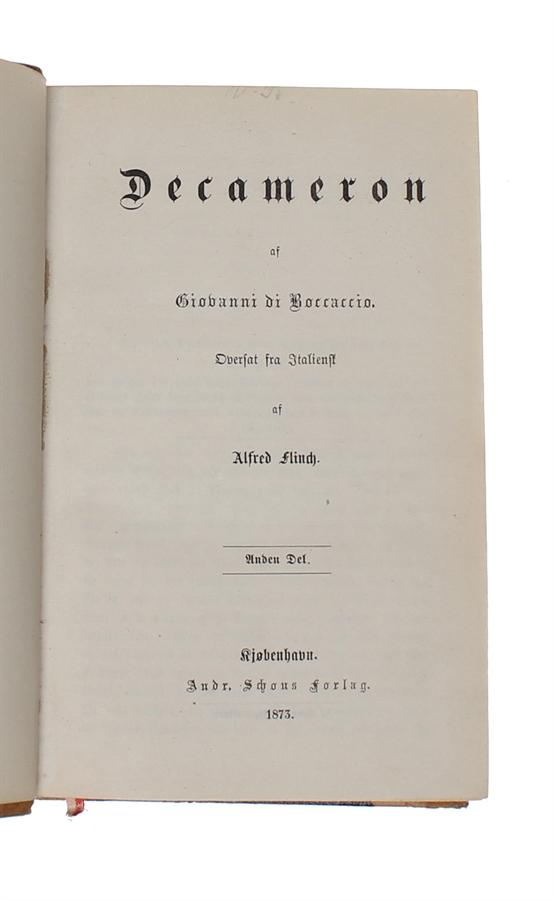 Decameron
af
Giovanni di Boccaccio.
Oversat fra Italiensk
af
Alfred Flinch.
Anden Del.
Kjøbenhavn.
Andr. Schous Forlag.
1873.